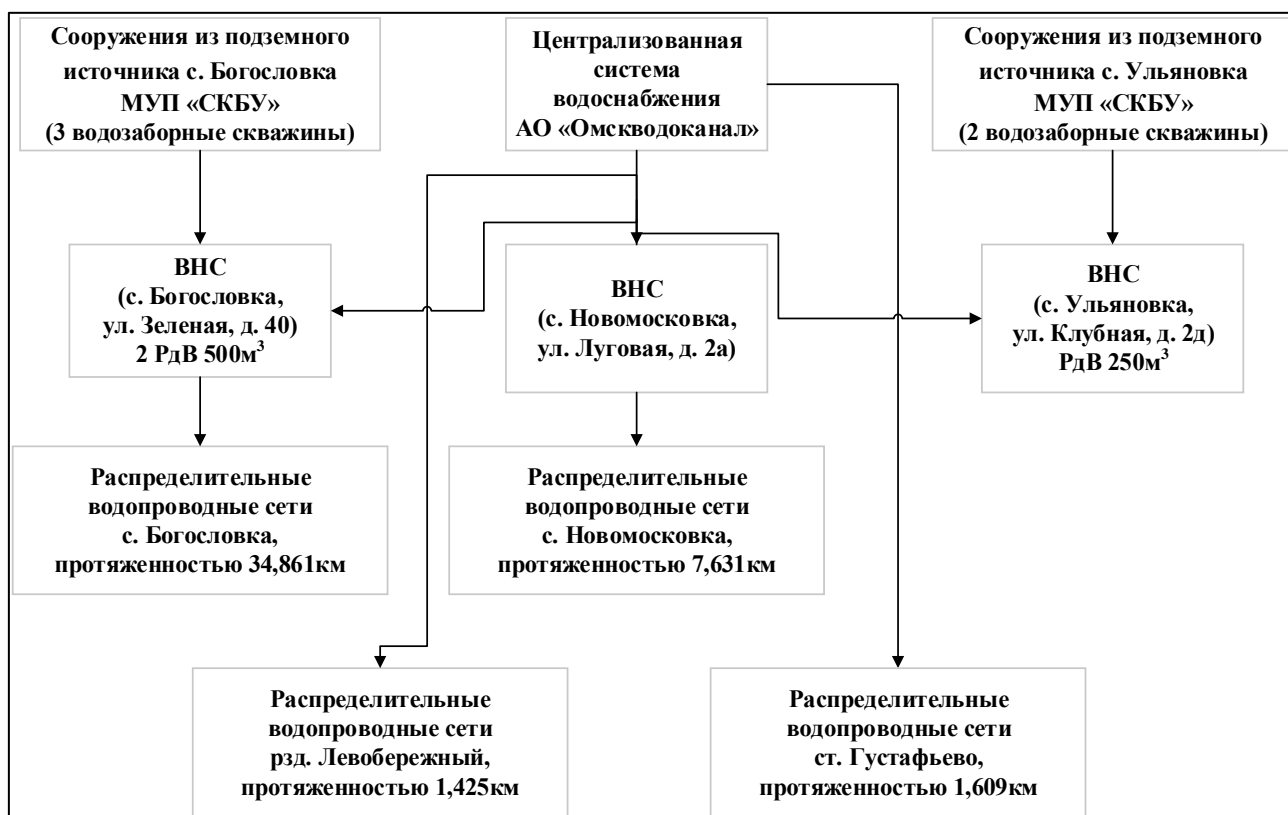 Сооружения из подземного
источника с. Богословка
МУП «СКБУ»
(3 водозаборные скважины)
Централизованная
система
водоснабжения
АО «Омскводоканал»
Сооружения из подземного
источника с. Ульяновка
МУП «СКБУ»
(2 водозаборные скважины)
ВНС
(с. Богословка,
ул. Зеленая, д. 40)
2 РдВ 500м³
ВНС
(с. Новомосковка,
ул. Луговая, д. 2а)
ВНС
(с. Ульяновка,
ул. Клубная, д. 2д)
РдВ 250м³
Распределительные
водопроводные сети
с. Богословка,
протяженностью 34,861км
Распределительные
водопроводные сети
с. Новомосковка,
протяженностью 7,631км
Распределительные
водопроводные сети
рзд. Левобережный,
протяженностью 1,425км
Распределительные
водопроводные сети
ст. Густафьево,
протяженностью 1,609км